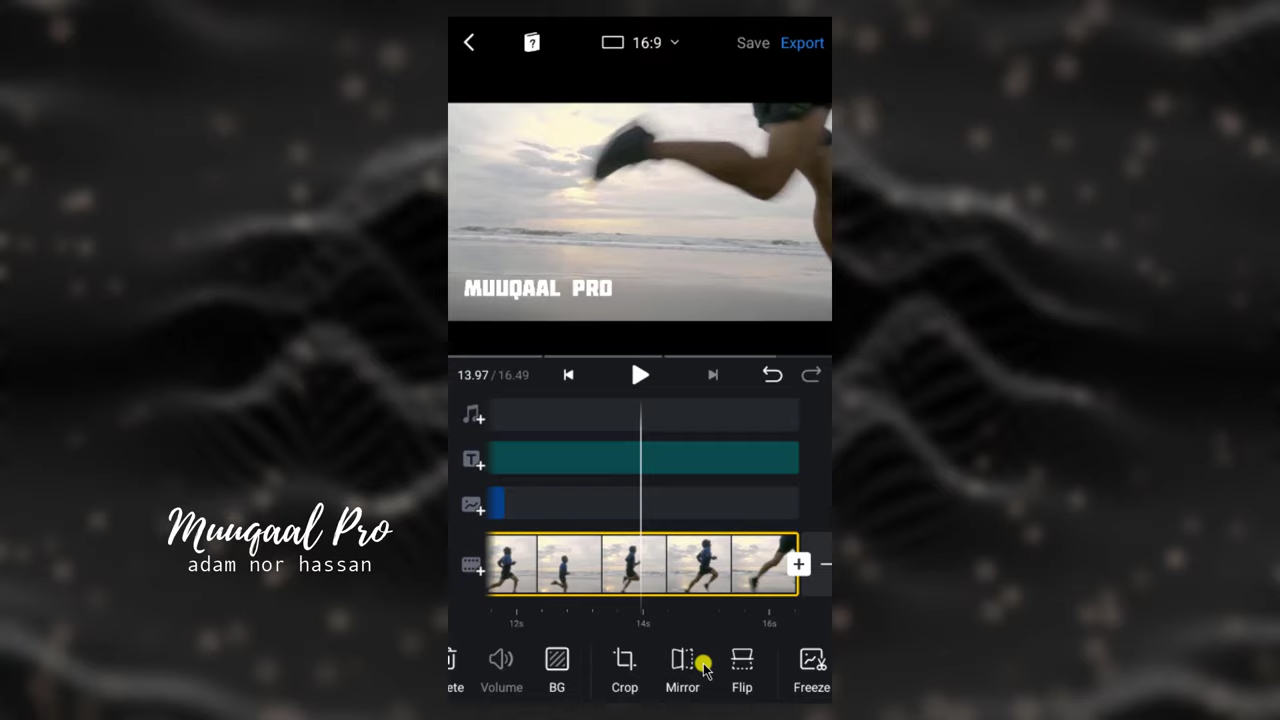 16:9
Save
Export
MUUQAAL PRO
13.97 / 16.49
Muuqaal Pro
adam nor hassan
12s
14s
16s
ete
Volume
BG
Crop
Mirror
Flip
Freeze